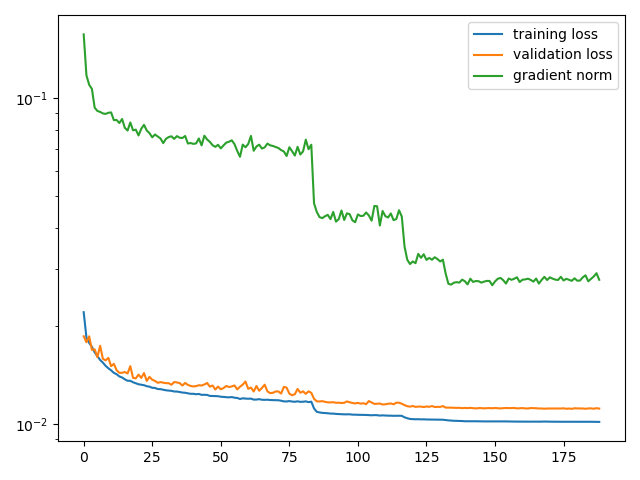 training loss
validation loss
gradient norm
10⁻¹
10⁻²
0 25 50 75 100 125 150 175